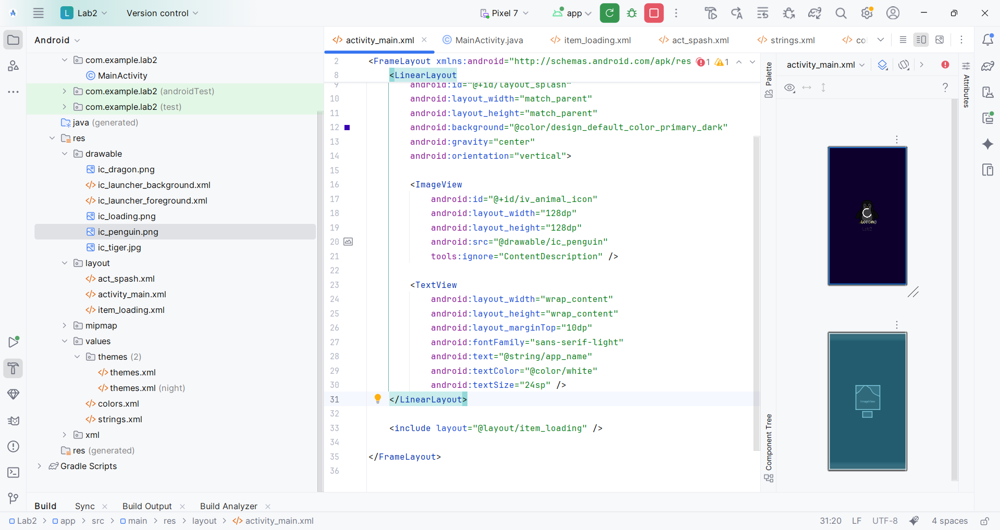 L Lab2 Version control Pixel 7 app
Android
activity_main.xml MainActivity.java item_loading.xml act_spash.xml strings.xml co
com.example.lab2
MainActivity
com.example.lab2 (androidTest)
com.example.lab2 (test)
java (generated)
res
drawable
ic_dragon.png
ic_launcher_background.xml
ic_launcher_foreground.xml
ic_loading.png
ic_penguin.png
ic_tiger.jpg
layout
act_spash.xml
activity_main.xml
item_loading.xml
mipmap
values
themes (2)
themes.xml
themes.xml (night)
colors.xml
strings.xml
xml
res (generated)
Gradle Scripts
2 <FrameLayout xmlns:android="http://schemas.android.com/apk/res 1 1
8 <LinearLayout
9 android:id="@+id/layout_splash"
10 android:layout_width="match_parent"
11 android:layout_height="match_parent"
12 android:background="@color/design_default_color_primary_dark"
13 android:gravity="center"
14 android:orientation="vertical">
15
16 <ImageView
17 android:id="@+id/iv_animal_icon"
18 android:layout_width="128dp"
19 android:layout_height="128dp"
20 android:src="@drawable/ic_penguin"
21 tools:ignore="ContentDescription" />
22
23 <TextView
24 android:layout_width="wrap_content"
25 android:layout_height="wrap_content"
26 android:layout_marginTop="10dp"
27 android:fontFamily="sans-serif-light"
28 android:text="@string/app_name"
29 android:textColor="@color/white"
30 android:textSize="24sp" />
31 </LinearLayout>
32
33 <include layout="@layout/item_loading" />
34
35 </FrameLayout>
36
Palette
Component Tree
activity_main.xml
?
Attributes
Loading
Lab2
ImageView
Build Sync Build Output Build Analyzer
Lab2 > app > src > main > res > layout > activity_main.xml
31:20 LF UTF-8 4 spaces